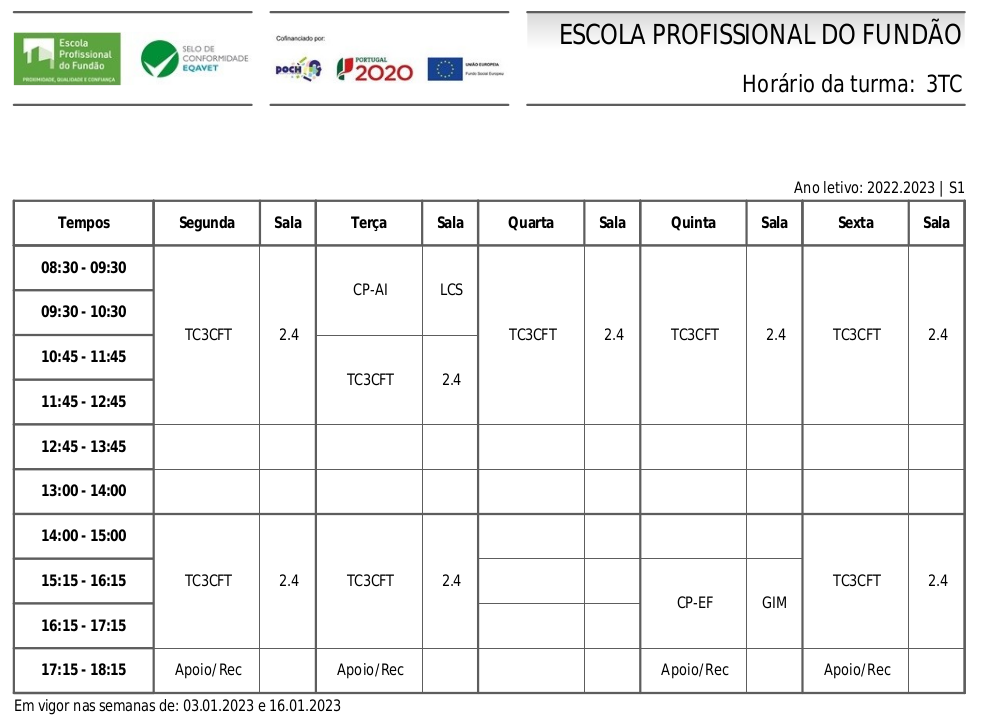 Escola
Profissional
do Fundão
PROXIMIDADE, QUALIDADE E CONFIANÇA
SELO DE
CONFORMIDADE
EQAVET
Cofinanciado por:
POCH
PORTUGAL
2020
UNIÃO EUROPEIA
Fundo Social Europeu
ESCOLA PROFISSIONAL DO FUNDÃO
Horário da turma: 3TC
Ano letivo: 2022.2023 | S1
Tempos Segunda Sala Terça Sala Quarta Sala Quinta Sala Sexta Sala
08:30 - 09:30
CP-AI LCS
09:30 - 10:30
TC3CFT 2.4 TC3CFT 2.4 TC3CFT 2.4 TC3CFT 2.4
10:45 - 11:45
TC3CFT 2.4
11:45 - 12:45
12:45 - 13:45
13:00 - 14:00
14:00 - 15:00
15:15 - 16:15 TC3CFT 2.4 TC3CFT 2.4 TC3CFT 2.4
CP-EF GIM
16:15 - 17:15
17:15 - 18:15 Apoio/Rec Apoio/Rec Apoio/Rec Apoio/Rec
Em vigor nas semanas de: 03.01.2023 e 16.01.2023